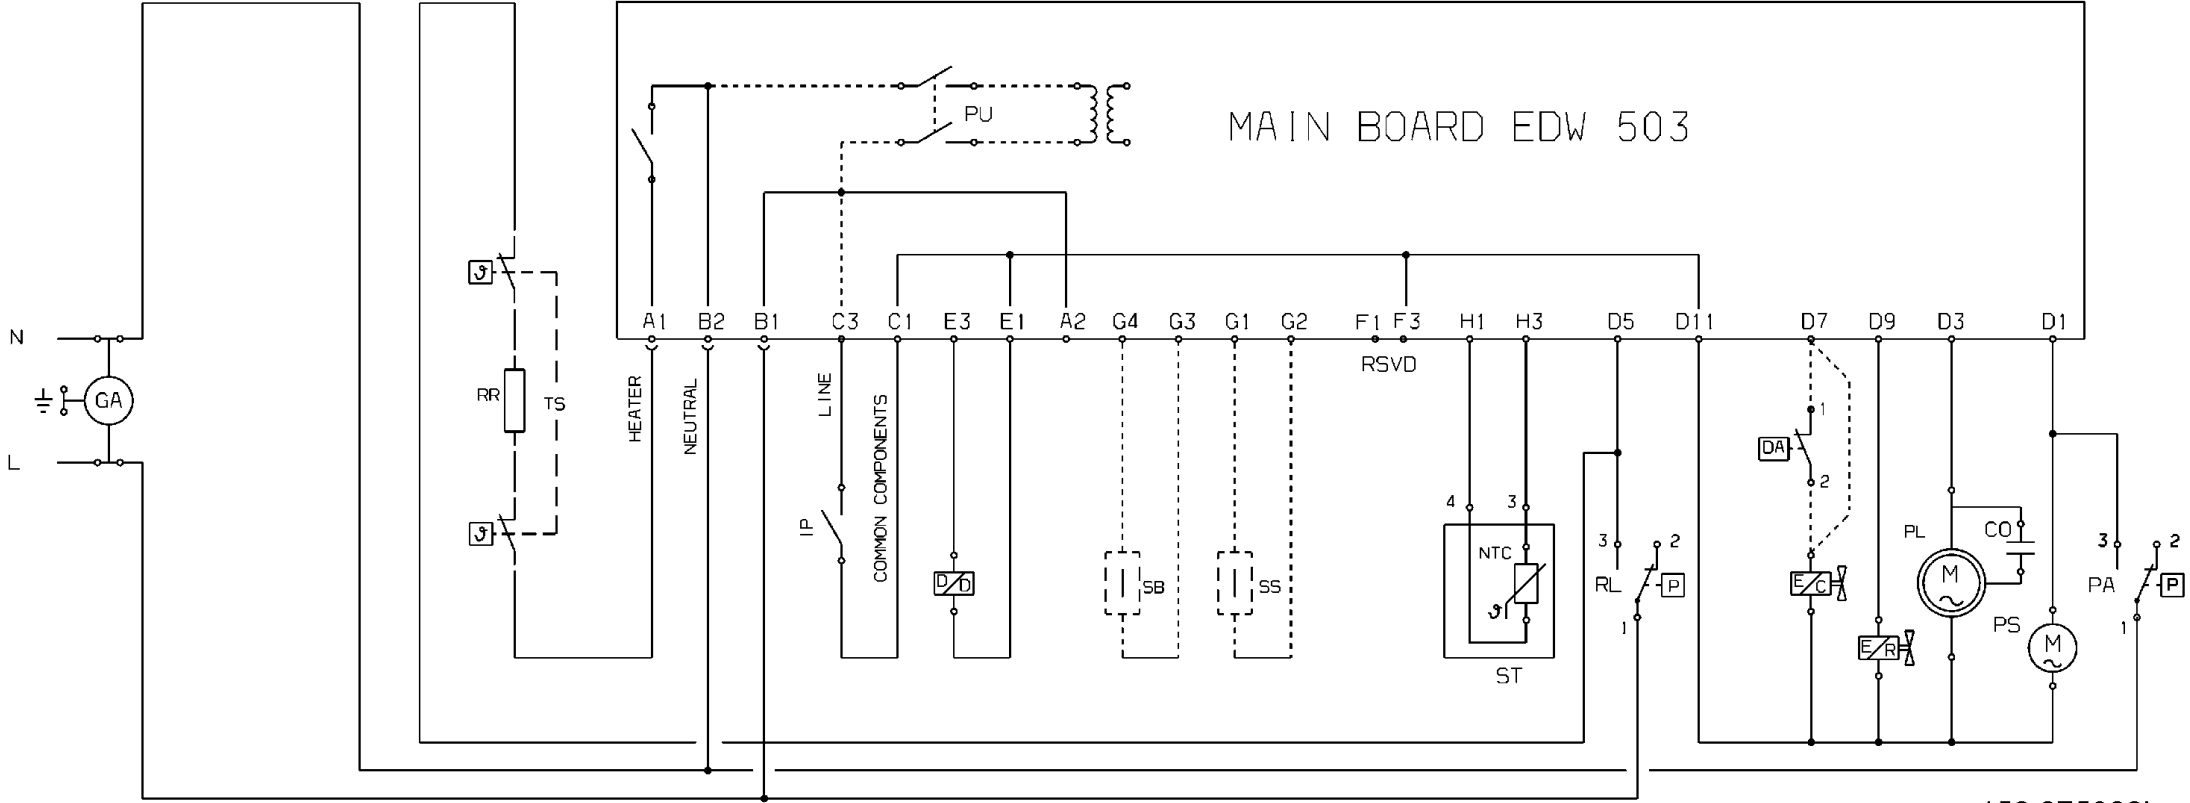 PU
MAIN BOARD EDW 503
A1 B2 B1 C3 C1 E3 E1 A2 G4 G3 G1 G2 F1 F3 H1 H3 D5 D11 D7 D9 D3 D1
RSVD
N
L
GA
ϑ
RR
TS
ϑ
HEATER
NEUTRAL
LINE
COMMON COMPONENTS
IP
D D
SB
SS
4 3
NTC
ϑ
ST
3 2
RL
P
1
1
DA
2
E C
E R
PL
CO
M
PS
M
3 2
PA
P
1